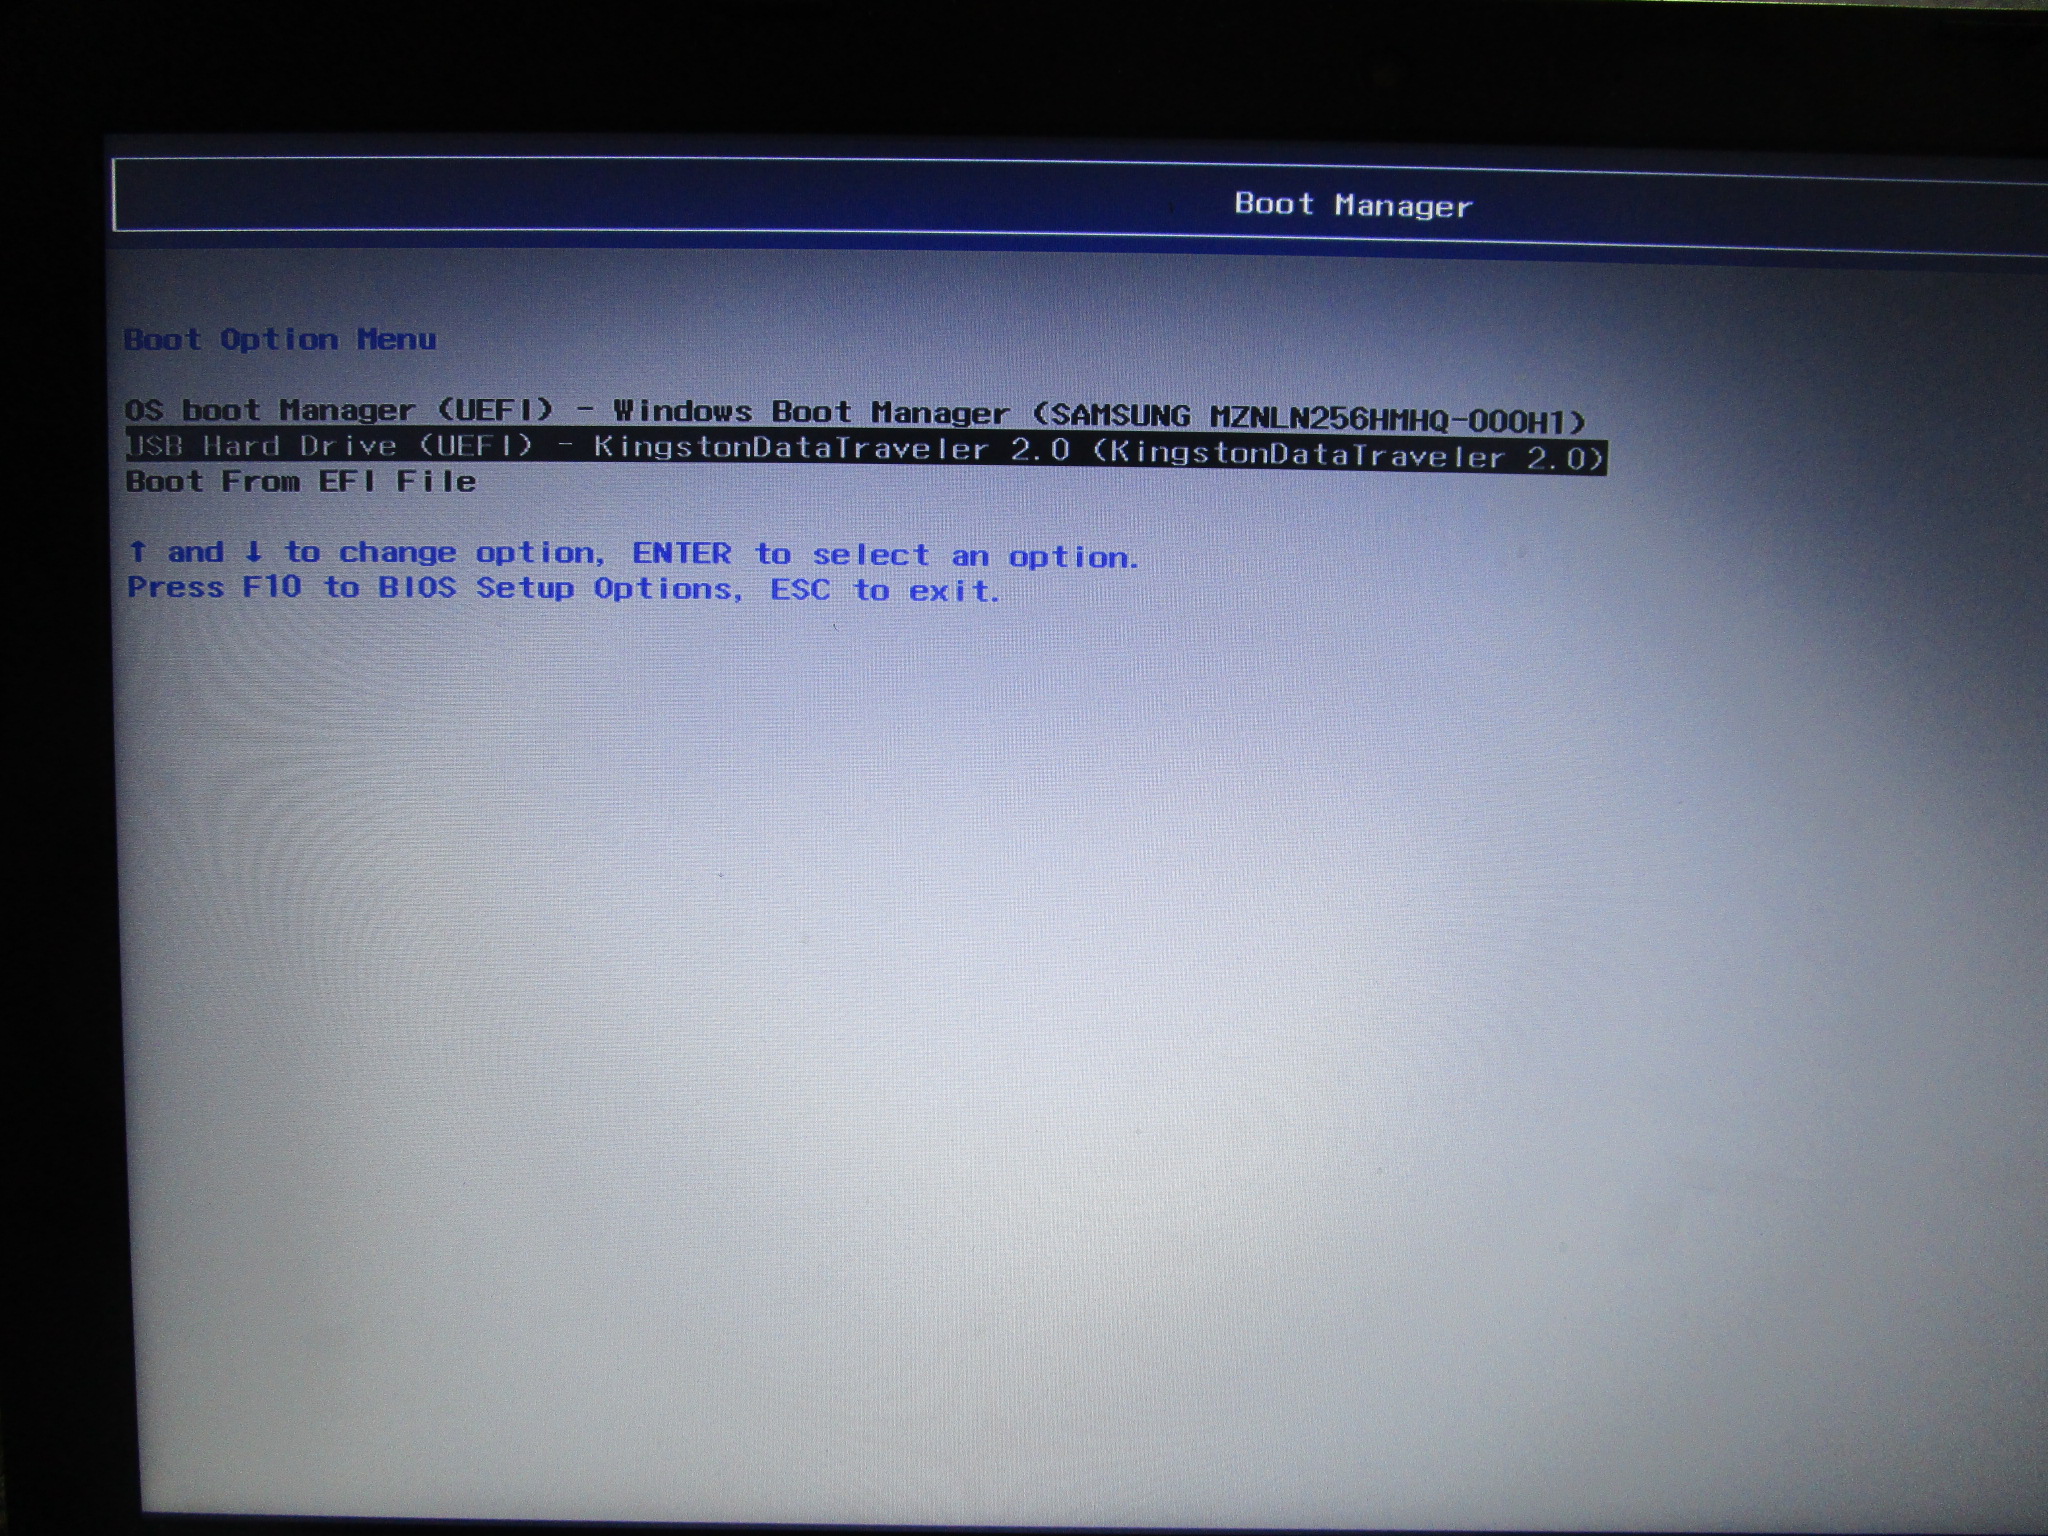 Boot Manager
Boot Option Menu
OS boot Manager (UEFI) - Windows Boot Manager (SAMSUNG MZNLN256HMHQ-000H1)
USB Hard Drive (UEFI) - KingstonDataTraveler 2.0 (KingstonDataTraveler 2.0)
Boot From EFI File
↑ and ↓ to change option, ENTER to select an option.
Press F10 to BIOS Setup Options, ESC to exit.